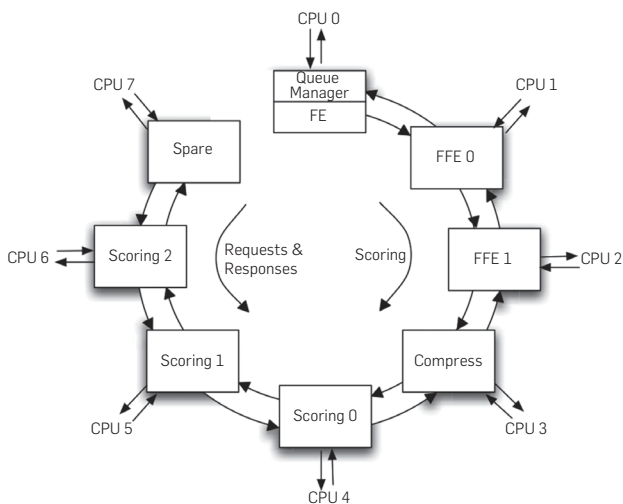 CPU 0
Queue
Manager
FE
CPU 7
CPU 1
Spare
FFE 0
CPU 6
Scoring 2
Requests &
Responses
Scoring
FFE 1
CPU 2
Scoring 1
Compress
Scoring 0
CPU 5
CPU 3
CPU 4